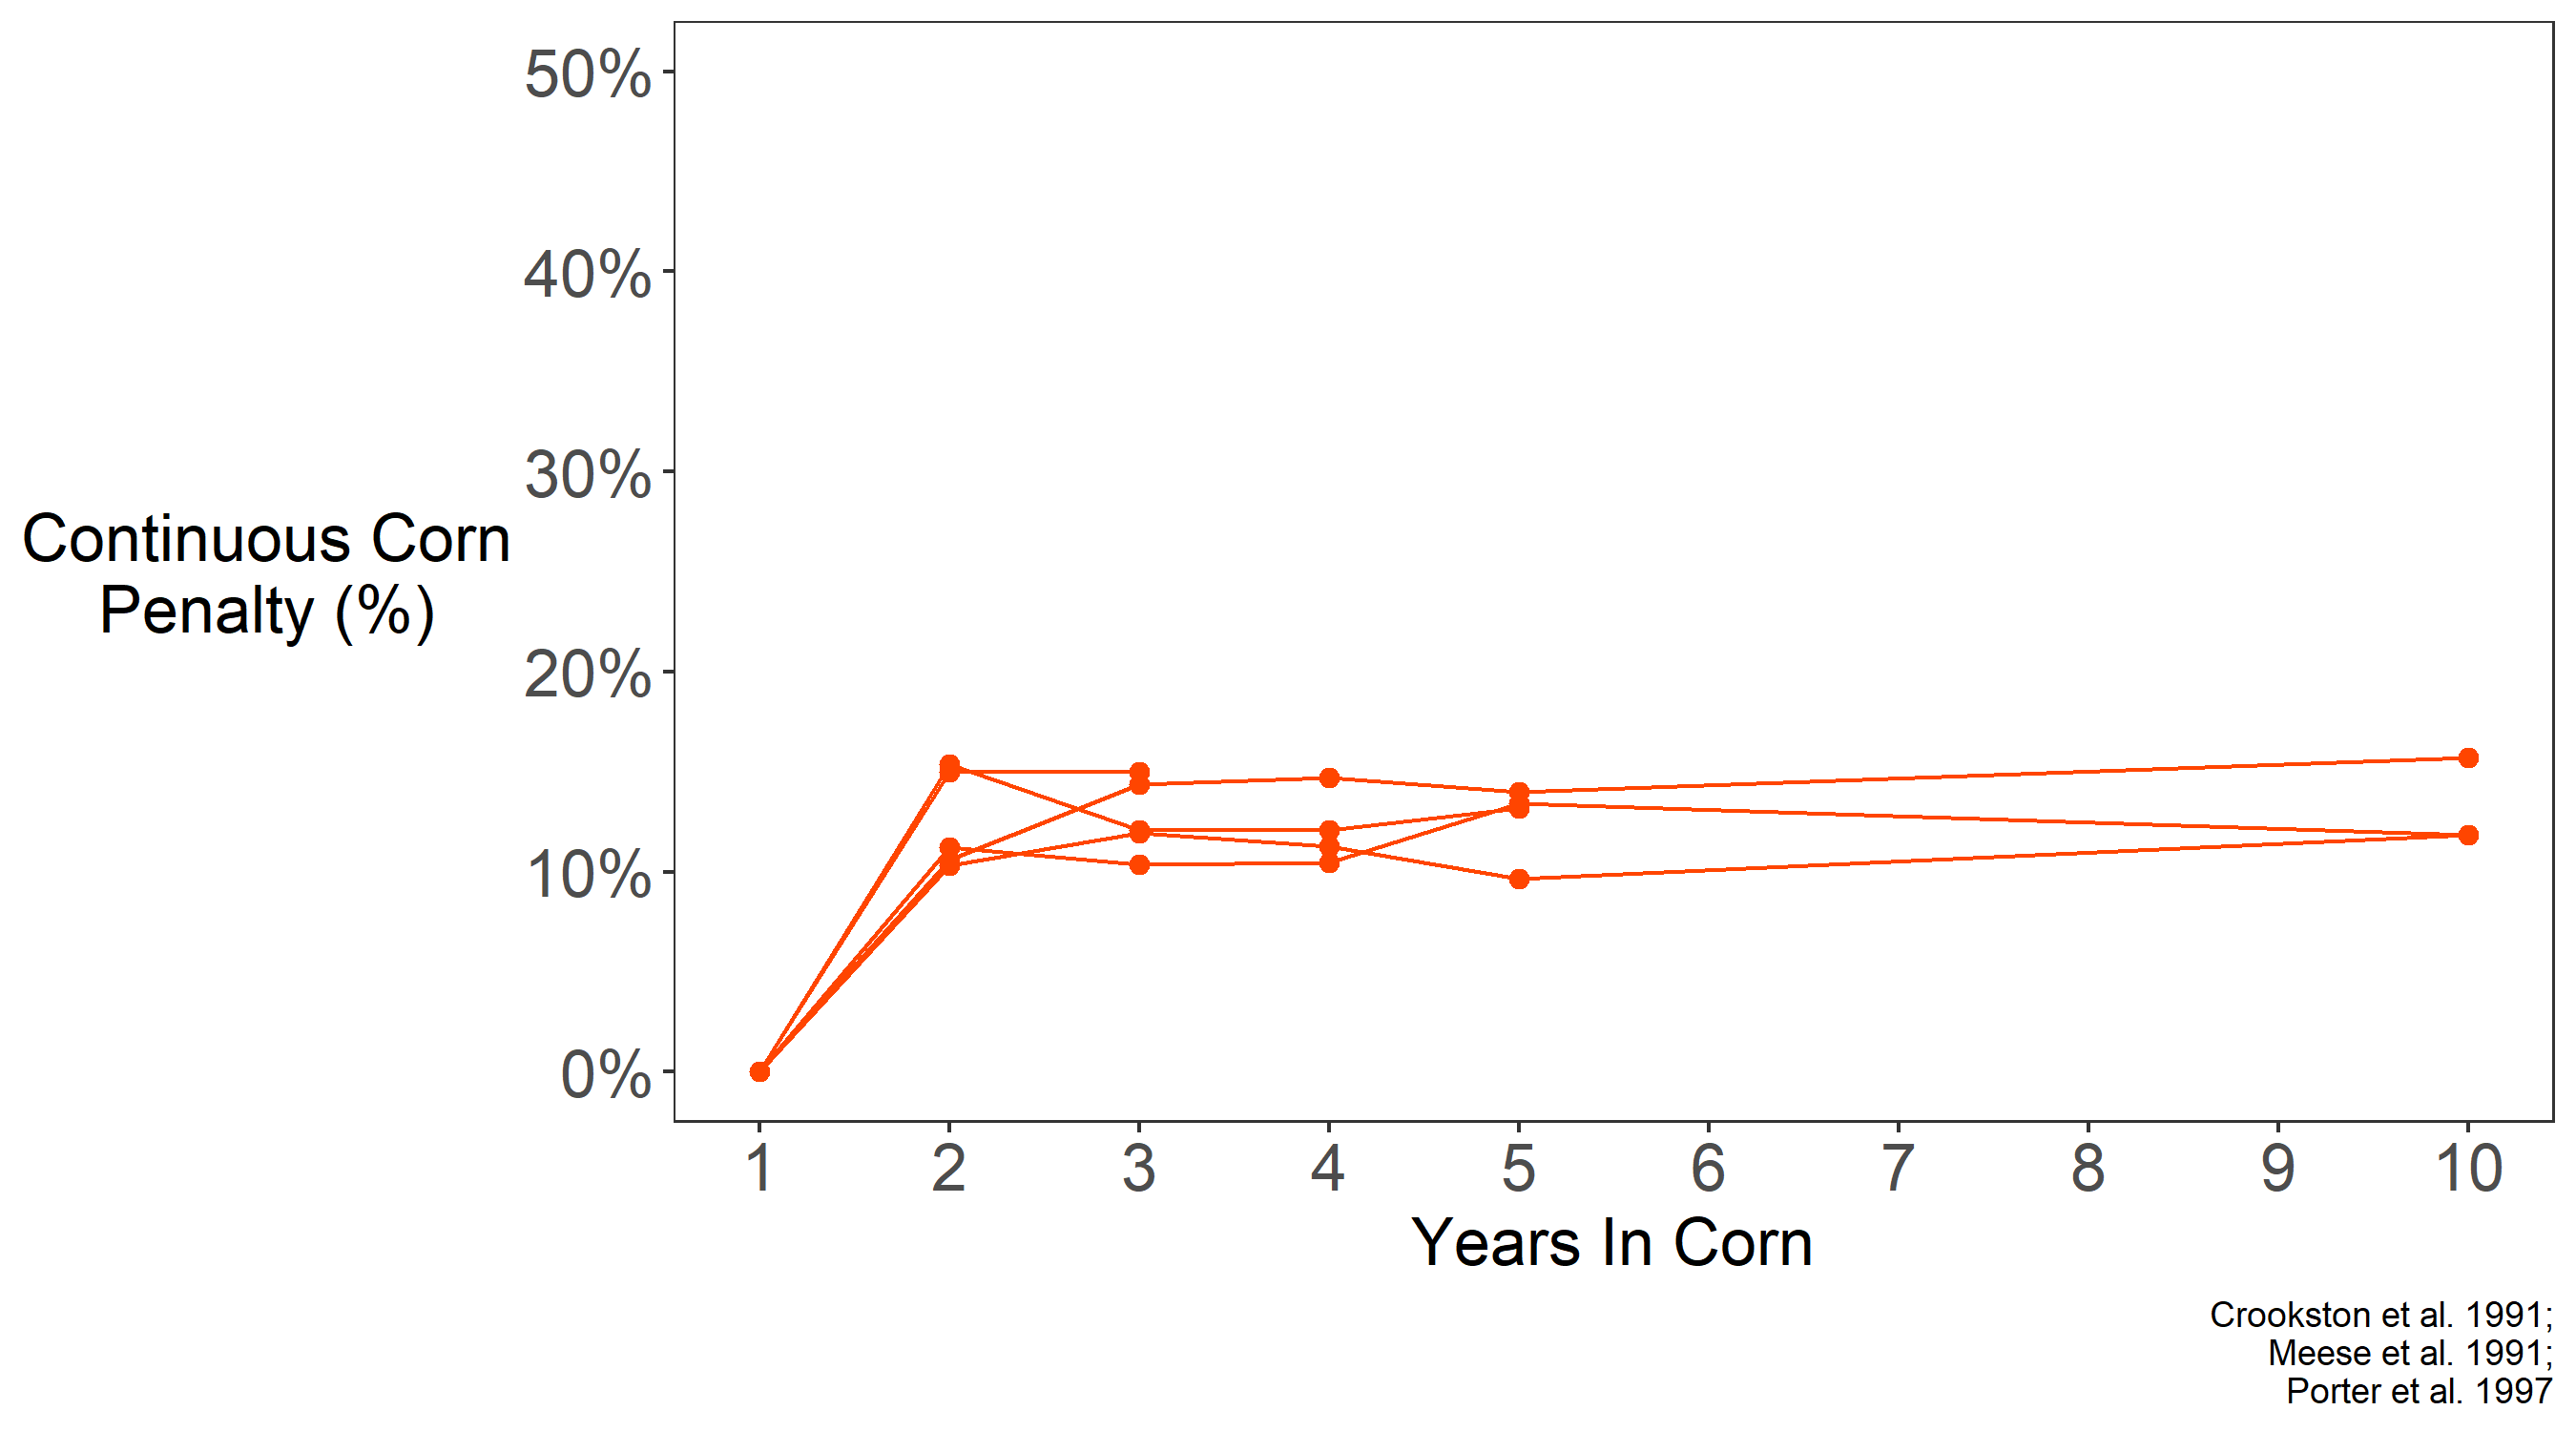 50%
40%
30%
20%
10%
0%
Continuous Corn
Penalty (%)
1 2 3 4 5 6 7 8 9 10
Years In Corn
Crookston et al. 1991;
Meese et al. 1991;
Porter et al. 1997